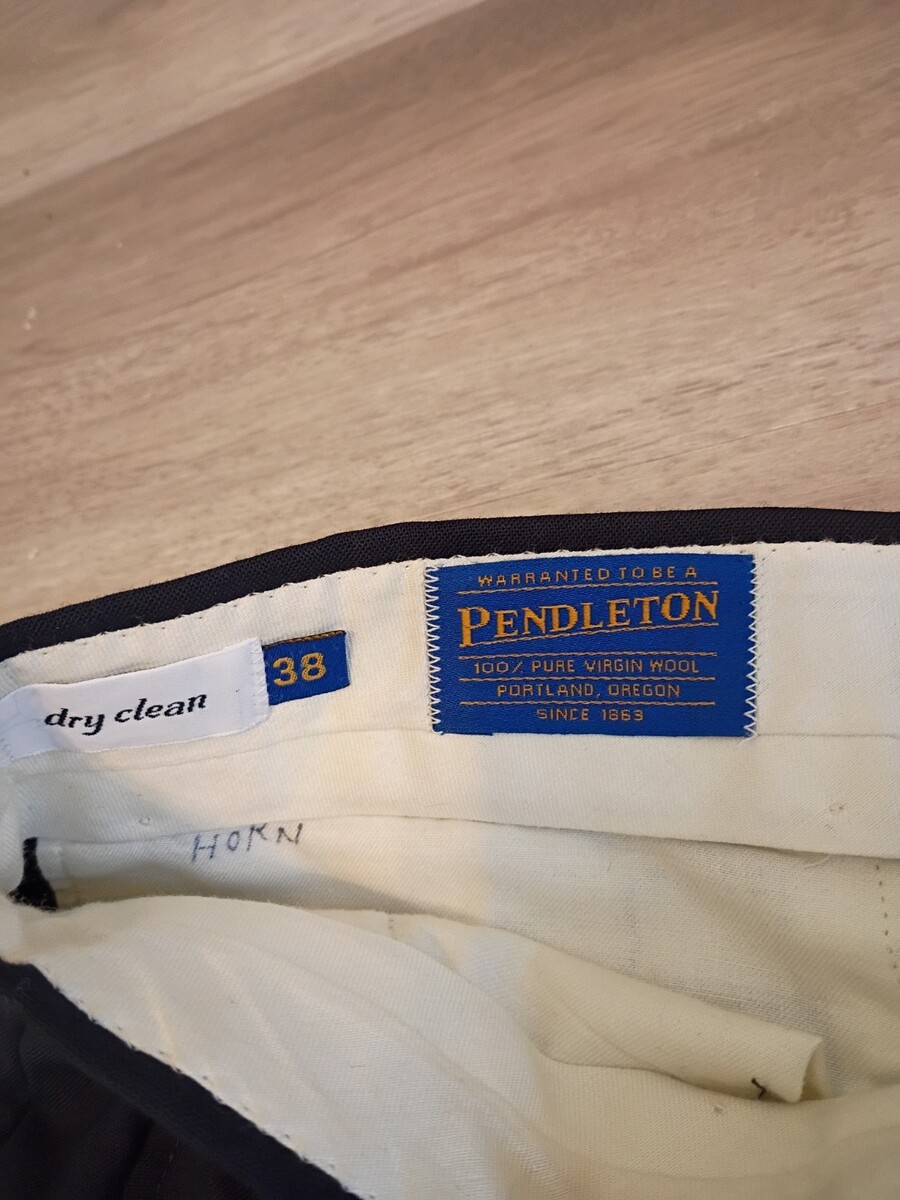 WARRANTED TO BE A
PENDLETON
100% PURE VIRGIN WOOL
PORTLAND, OREGON
SINCE 1863
38
dry clean
HORN